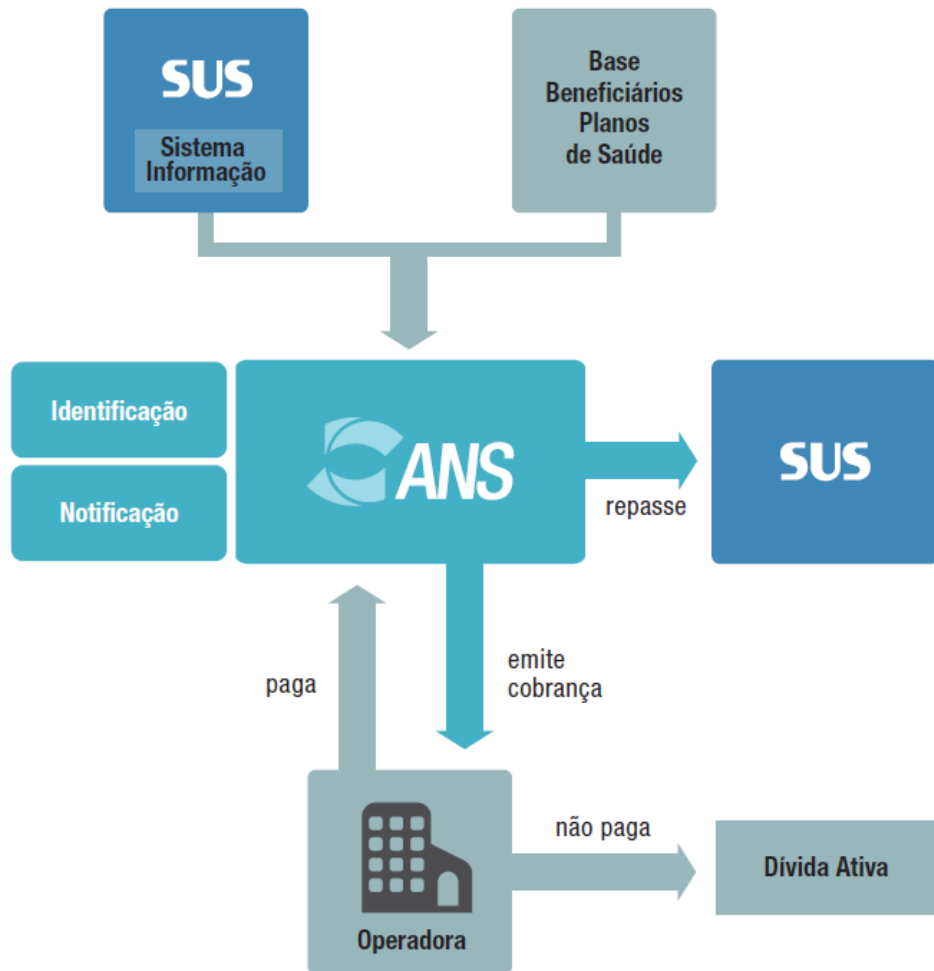 SUS
Sistema
Informação
Base
Beneficiários
Planos
de Saúde
Identificação
Notificação
ANS
repasse
SUS
paga
emite
cobrança
Operadora
não paga
Dívida Ativa